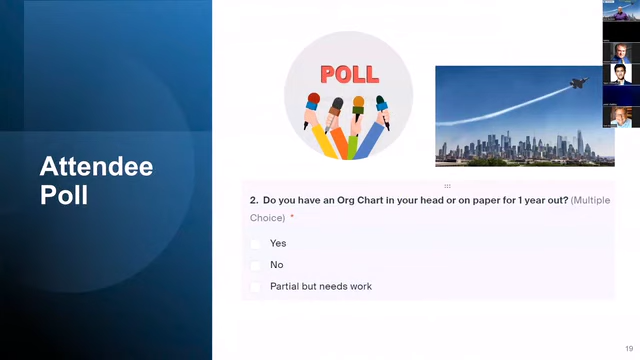 Attendee
Poll
POLL
2. Do you have an Org Chart in your head or on paper for 1 year out? (Multiple
Choice) *
Yes
No
Partial but needs work
19